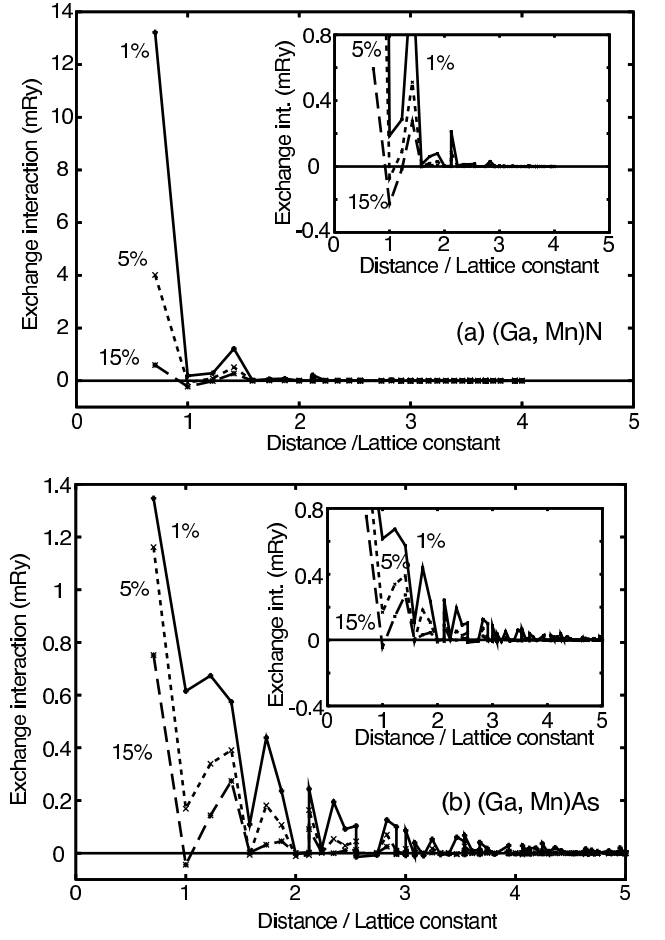 14
12
10
8
6
4
2
0
Exchange interaction (mRy)
1%
5%
15%
0 1 2 3 4 5
Distance /Lattice constant
(a) (Ga, Mn)N
0.8
0.4
0
-0.4
Exchange int. (mRy)
5%
1%
15%
0 1 2 3 4 5
Distance / Lattice constant
1.4
1.2
1
0.8
0.6
0.4
0.2
0
Exchange interaction (mRy)
1%
5%
15%
0 1 2 3 4 5
Distance / Lattice constant
(b) (Ga, Mn)As
0.8
0.4
0
-0.4
Exchange int. (mRy)
1%
5%
15%
0 1 2 3 4 5
Distance / Lattice constant